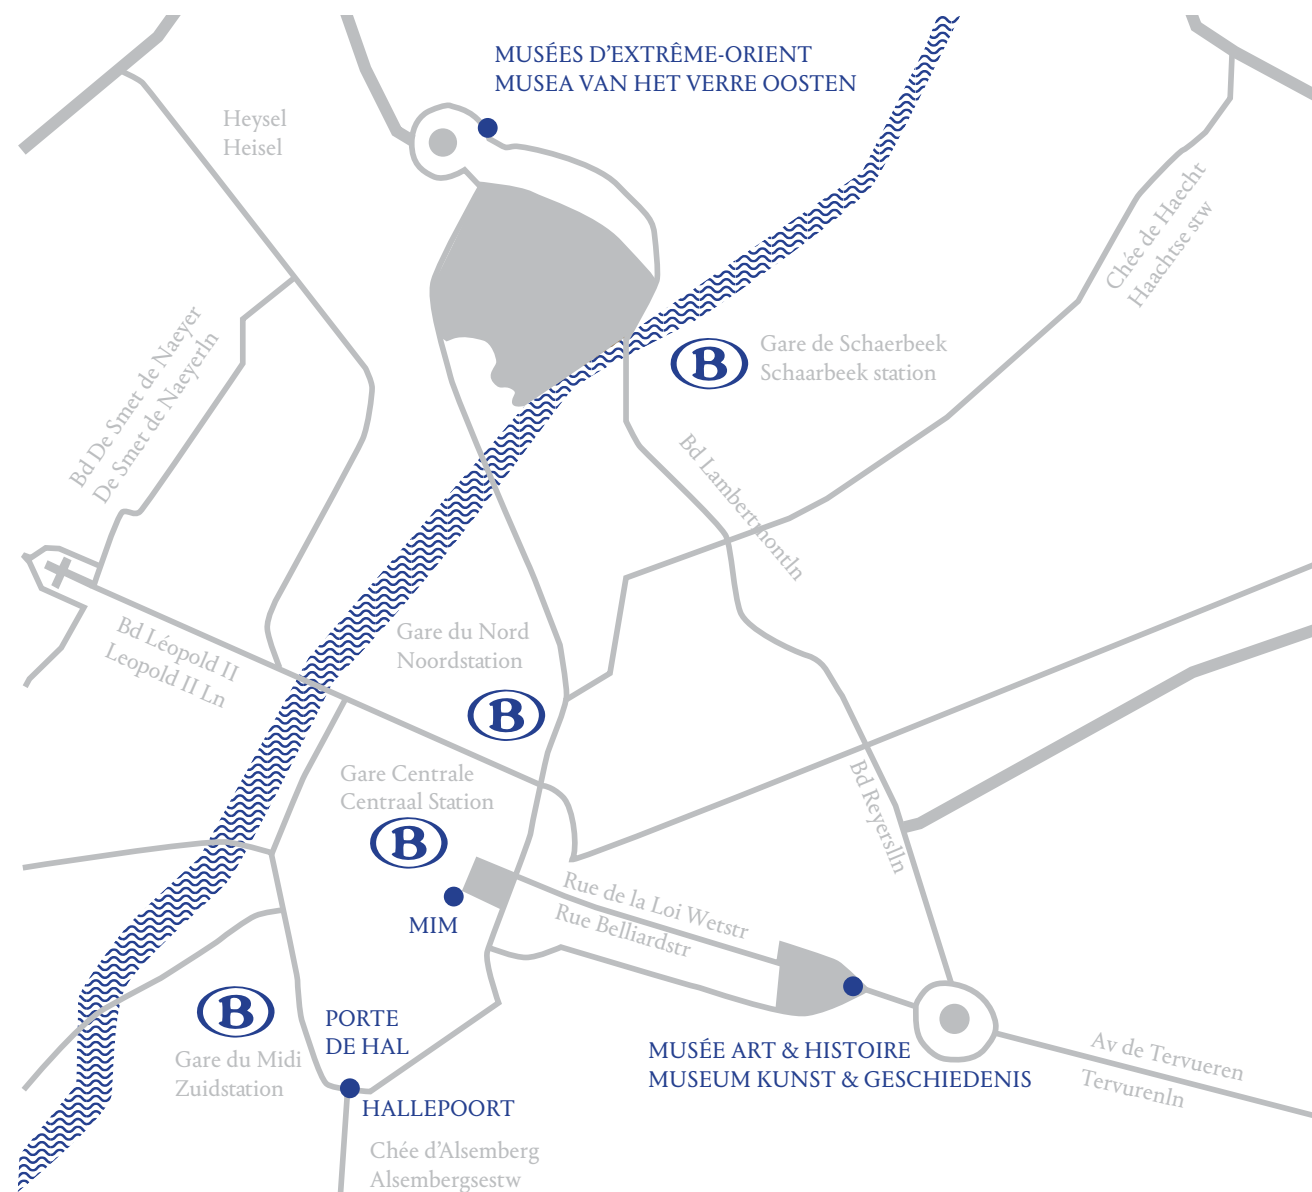 MUSÉES D’EXTRÊME-ORIENT
MUSEA VAN HET VERRE OOSTEN
Heysel
Heisel
Chée de Haecht
Haachtse stw
Bd De Smet de Naeyer
De Smet de Naeyerln
B
Gare de Schaerbeek
Schaarbeek station
Bd Lambertmontln
Bd Léopold II
Leopold II Ln
Gare du Nord
Noordstation
B
Gare Centrale
Centraal Station
B
MIM
Bd Reyerslln
Rue de la Loi Wetstr
Rue Belliardstr
B
Gare du Midi
Zuidstation
PORTE
DE HAL
HALLEPOORT
MUSÉE ART & HISTOIRE
MUSEUM KUNST & GESCHIEDENIS
Av de Tervueren
Tervurenln
Chée d’Alsemberg
Alsembergsestw